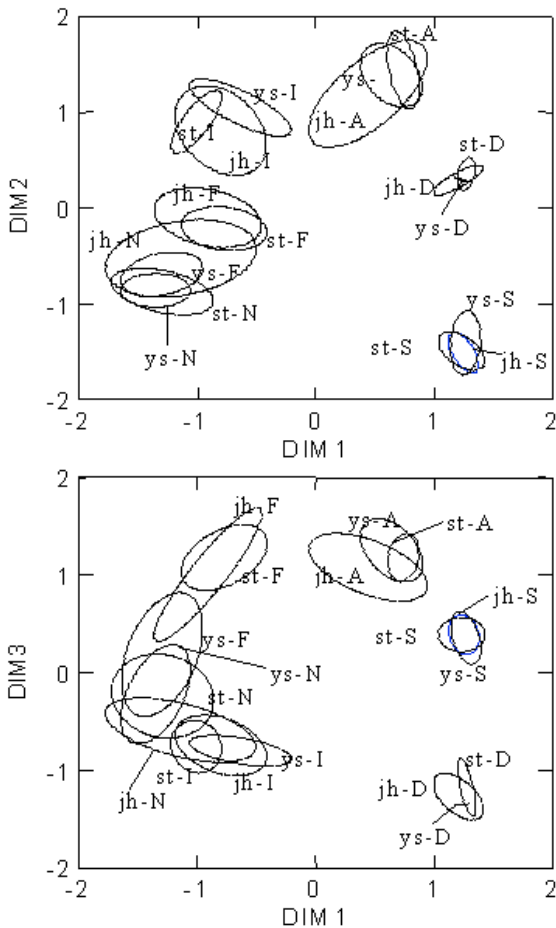 2
st-A
ys-
ys-I
1
jh-A
st-I
jh-I
st-D
jh-F
jh-D
DIM2
0
jh-N
st-F
ys-D
ys-F
-1
st-N
ys-S
ys-N
st-S
jh-S
-2
-2 -1 0 1 2
DIM 1
2
jh-F
ys-A
st-A
st-F
jh-A
1
jh-S
ys-F
st-S
ys-N
ys-S
DIM3
0
st-N
ys-I
st-D
-1
st-I
jh-I
jh-D
jh-N
ys-D
-2
-2 -1 0 1 2
DIM 1